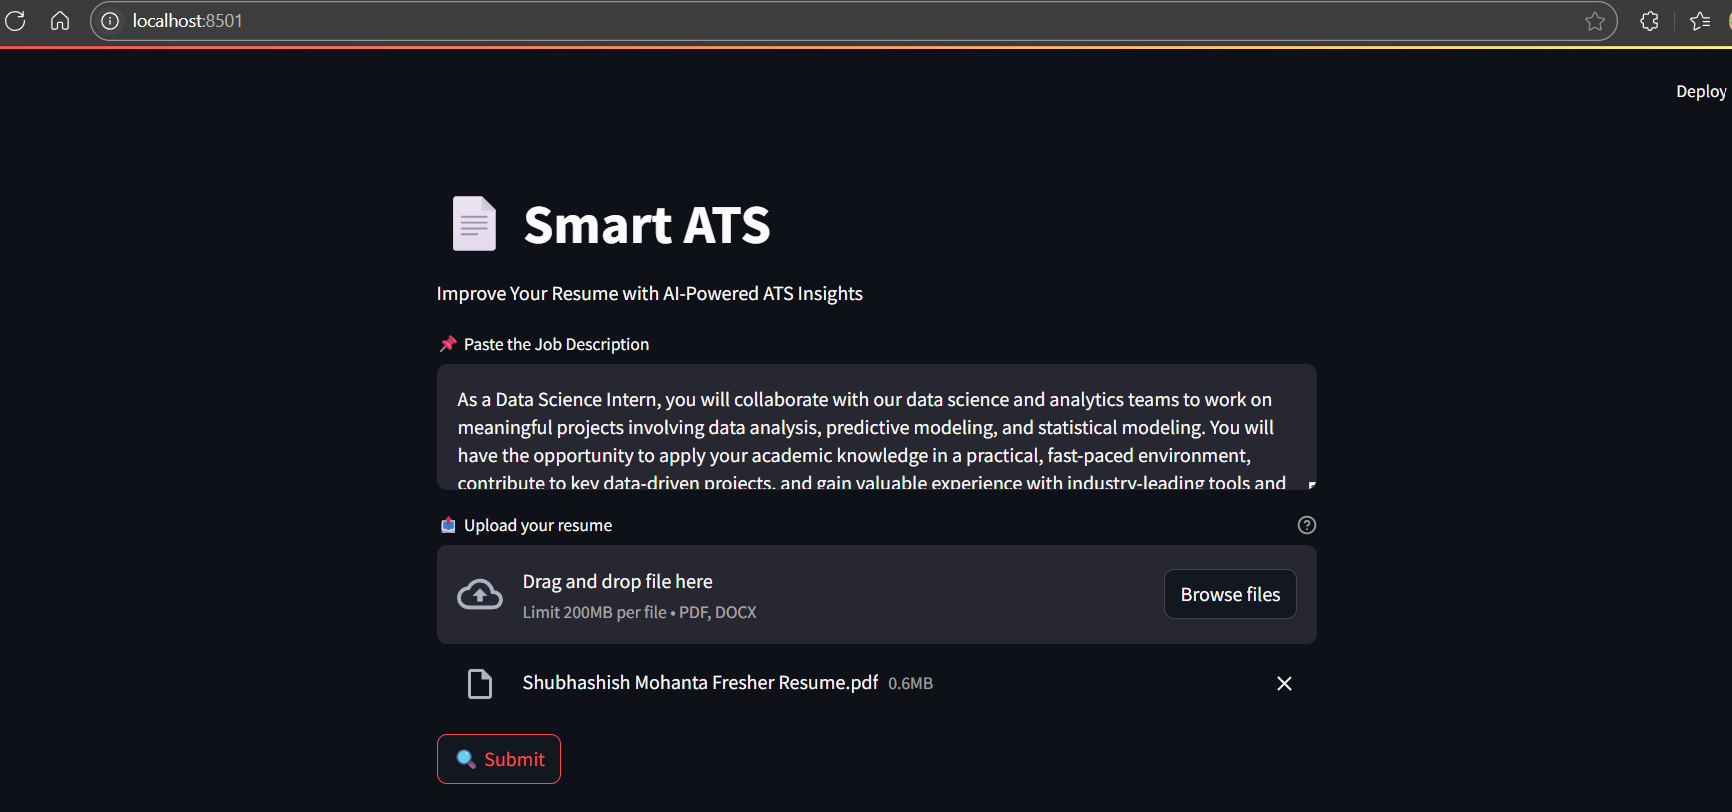 localhost:8501
Deploy
Smart ATS
Improve Your Resume with AI-Powered ATS Insights
Paste the Job Description
As a Data Science Intern, you will collaborate with our data science and analytics teams to work on
meaningful projects involving data analysis, predictive modeling, and statistical modeling. You will
have the opportunity to apply your academic knowledge in a practical, fast-paced environment,
contribute to key data-driven projects, and gain valuable experience with industry-leading tools and
Upload your resume
Drag and drop file here
Limit 200MB per file • PDF, DOCX
Browse files
Shubhashish Mohanta Fresher Resume.pdf 0.6MB
Submit